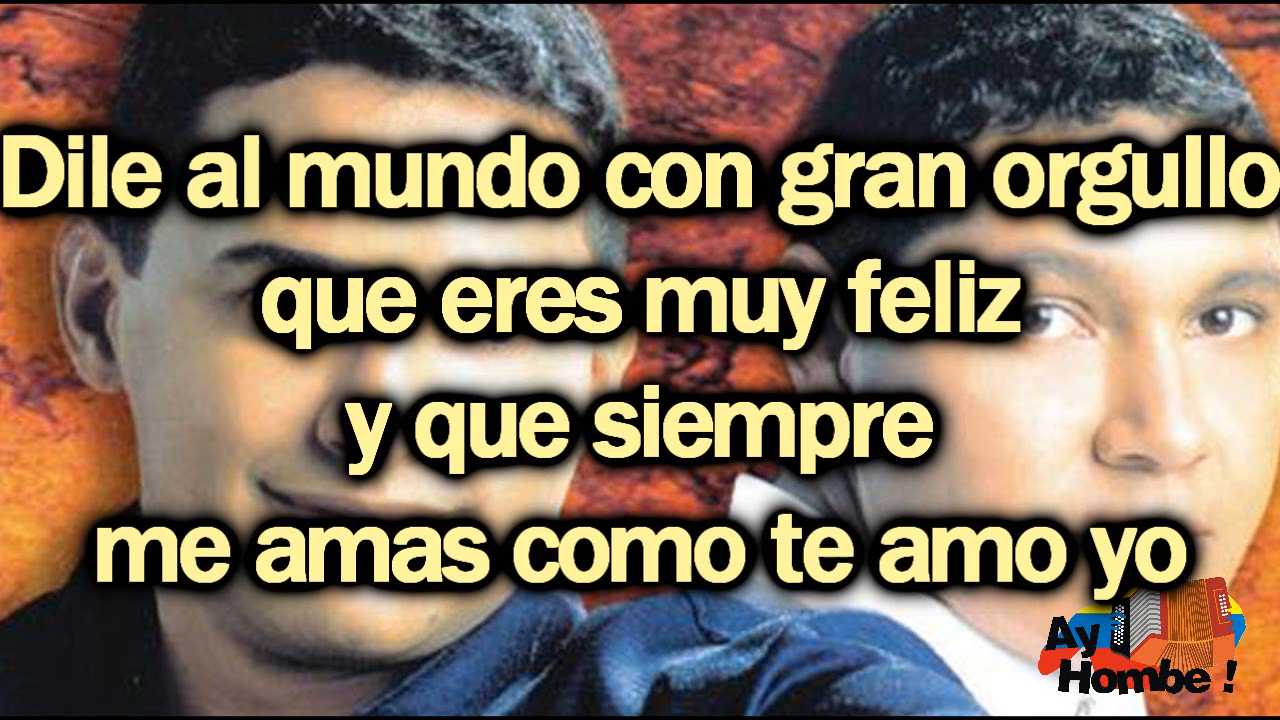 Dile al mundo con gran orgullo
que eres muy feliz
y que siempre
me amas como te amo yo
Ay
Hombe !